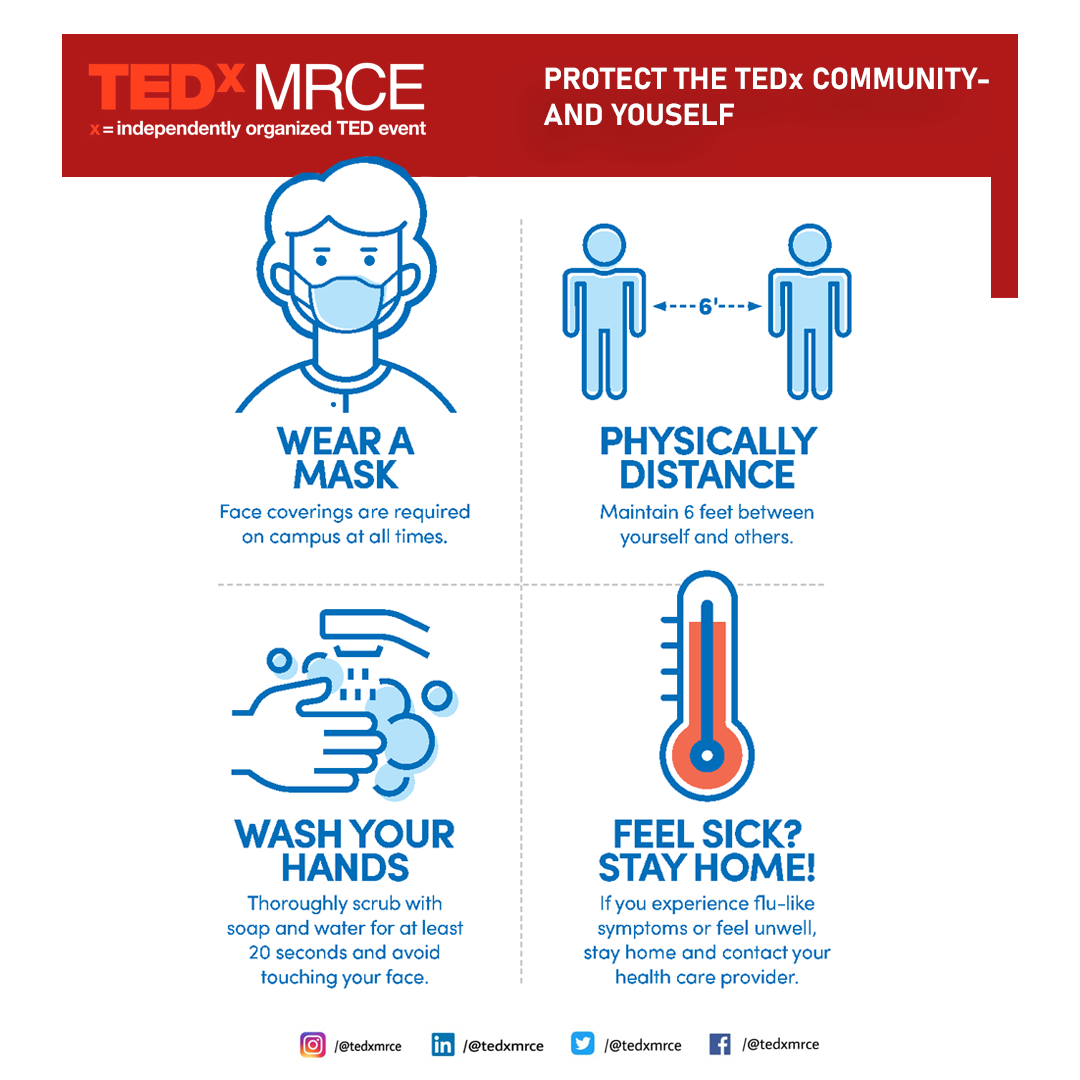 TEDx MRCE
x = independently organized TED event
PROTECT THE TEDx COMMUNITY-
AND YOUSELF
6'
WEAR A
MASK
Face coverings are required
on campus at all times.
PHYSICALLY
DISTANCE
Maintain 6 feet between
yourself and others.
WASH YOUR
HANDS
Thoroughly scrub with
soap and water for at least
20 seconds and avoid
touching your face.
FEEL SICK?
STAY HOME!
If you experience flu-like
symptoms or feel unwell,
stay home and contact your
health care provider.
/@tedxmrce in /@tedxmrce /@tedxmrce f /@tedxmrce